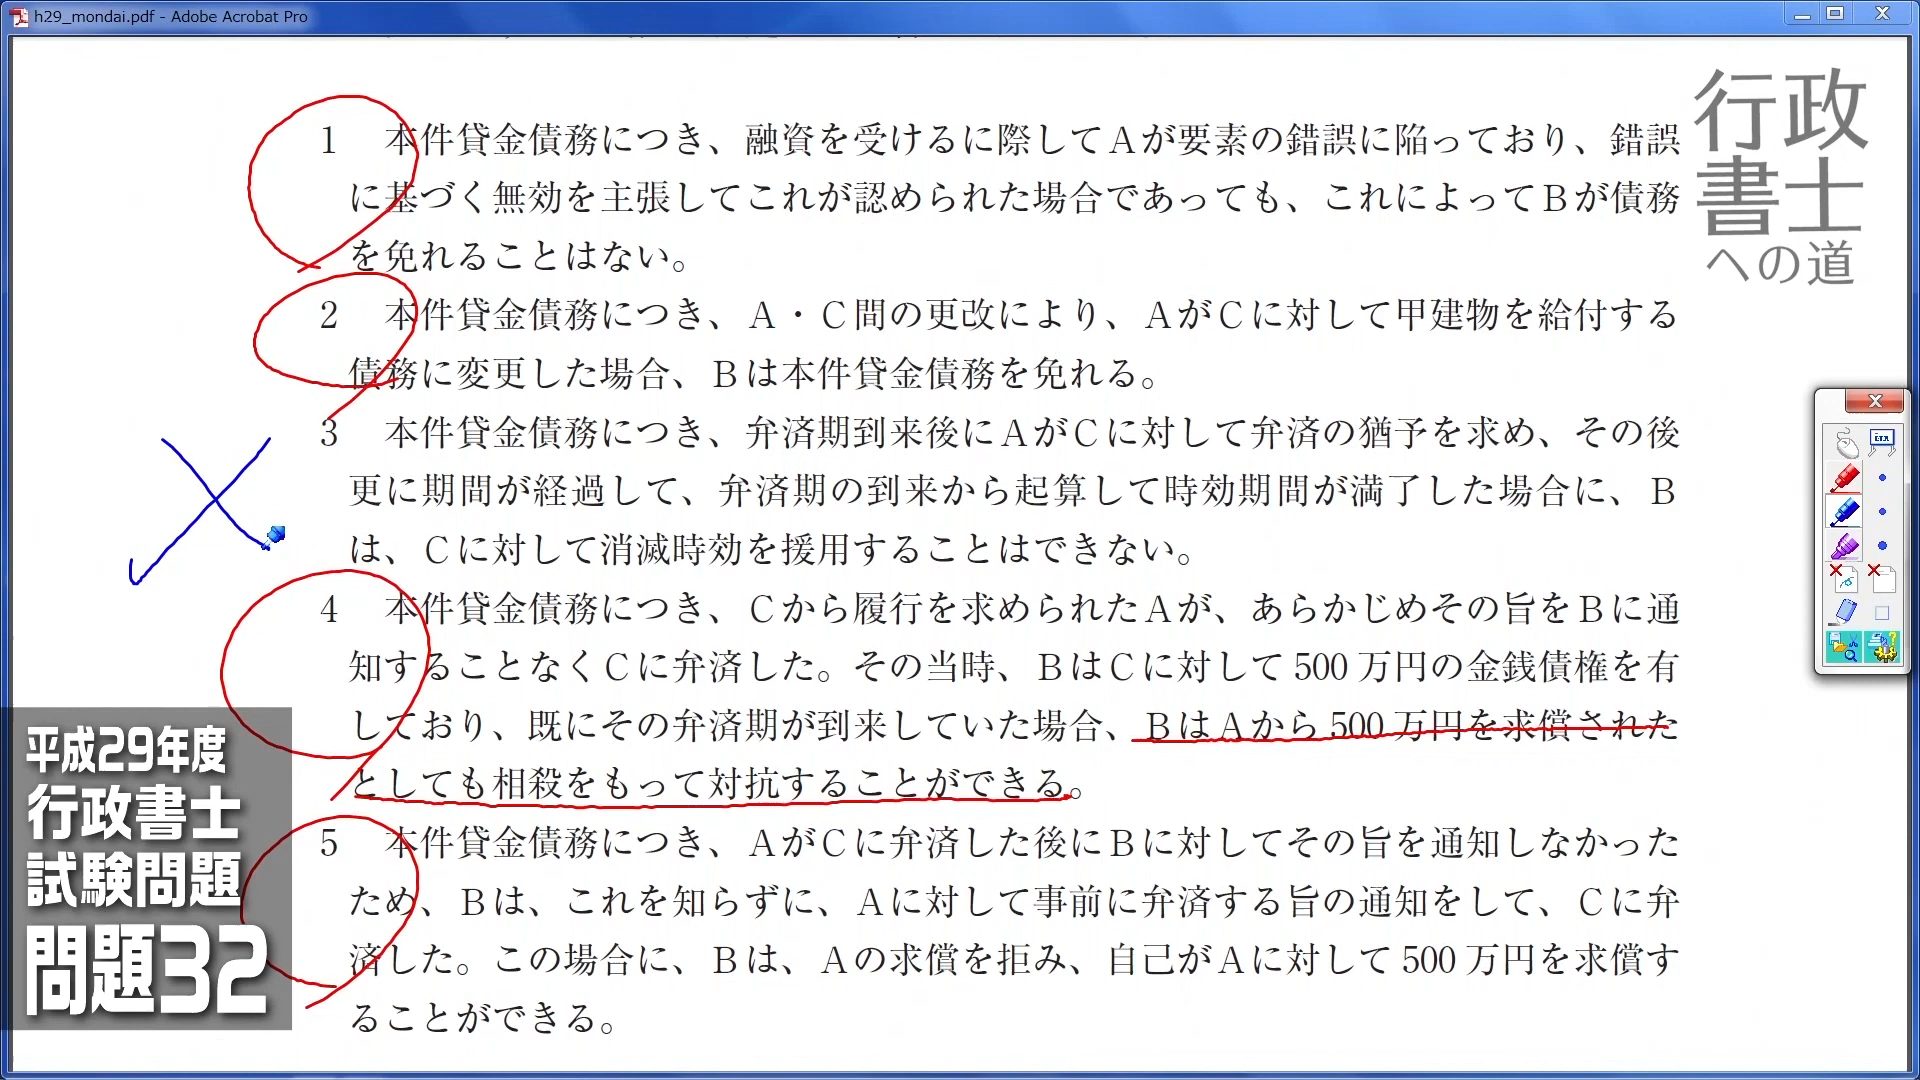 h29_mondai.pdf - Adobe Acrobat Pro
1 本件貸金債務につき、融資を受けるに際してＡが要素の錯誤に陥っており、錯誤
に基づく無効を主張してこれが認められた場合であっても、これによってＢが債務
を免れることはない。
2 本件貸金債務につき、Ａ・Ｃ間の更改により、ＡがＣに対して甲建物を給付する
債務に変更した場合、Ｂは本件貸金債務を免れる。
3 本件貸金債務につき、弁済期到来後にＡがＣに対して弁済の猶予を求め、その後
更に期間が経過して、弁済期の到来から起算して時効期間が満了した場合に、Ｂ
は、Ｃに対して消滅時効を援用することはできない。
4 本件貸金債務につき、Ｃから履行を求められたＡが、あらかじめその旨をＢに通
知することなくＣに弁済した。その当時、ＢはＣに対して500万円の金銭債権を有
しており、既にその弁済期が到来していた場合、ＢはＡから500万円を求償された
としても相殺をもって対抗することができる。
5 本件貸金債務につき、ＡがＣに弁済した後にＢに対してその旨を通知しなかった
ため、Ｂは、これを知らずに、Ａに対して事前に弁済する旨の通知をして、Ｃに弁
済した。この場合に、Ｂは、Ａの求償を拒み、自己がＡに対して500万円を求償す
ることができる。
行政
書士
への道
平成29年度
行政書士
試験問題
問題32